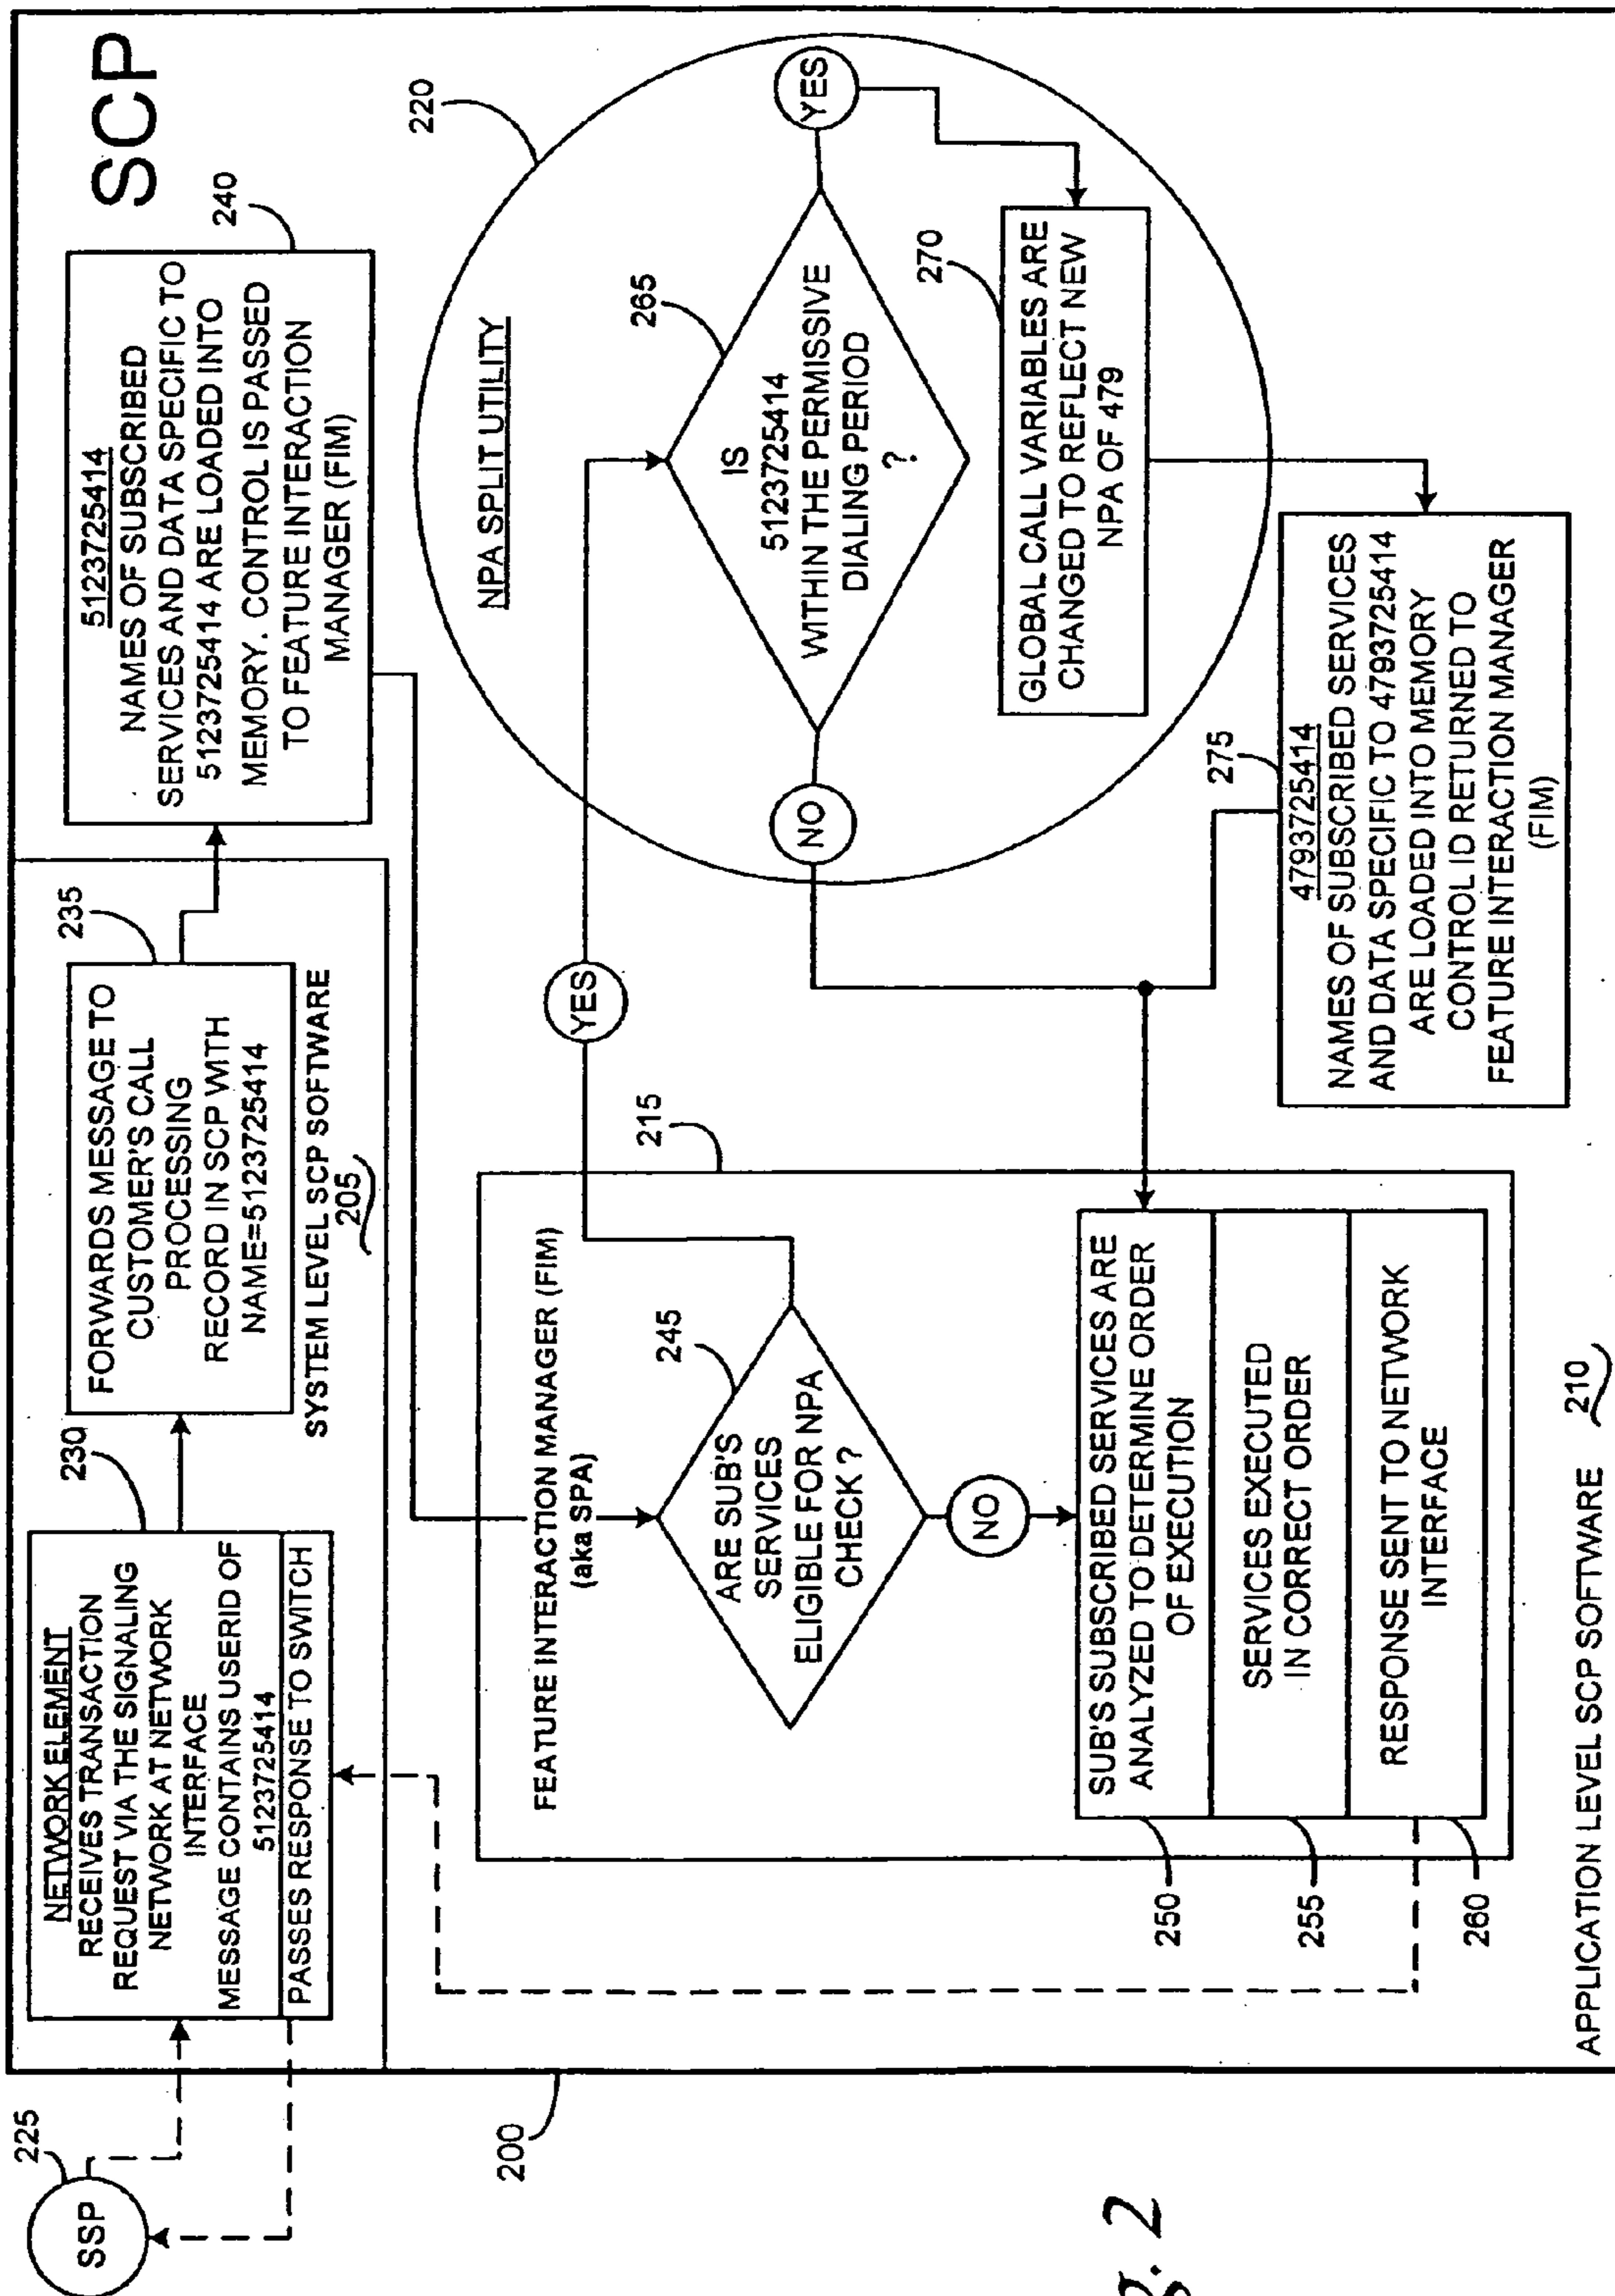 SCP
225
SSP
200
230
NETWORK ELEMENT
RECEIVES TRANSACTION
REQUEST VIA THE SIGNALING
NETWORK AT NETWORK
INTERFACE
MESSAGE CONTAINS USERID OF
5123725414
PASSES RESPONSE TO SWITCH
235
FORWARDS MESSAGE TO
CUSTOMER'S CALL
PROCESSING
RECORD IN SCP WITH
NAME=5123725414
SYSTEM LEVEL SCP SOFTWARE
205
240
5123725414
NAMES OF SUBSCRIBED
SERVICES AND DATA SPECIFIC TO
5123725414 ARE LOADED INTO
MEMORY. CONTROL IS PASSED
TO FEATURE INTERACTION
MANAGER (FIM)
215
FEATURE INTERACTION MANAGER (FIM)
(aka SPA)
245
ARE SUB'S
SERVICES
ELIGIBLE FOR NPA
CHECK ?
YES
NO
SUB'S SUBSCRIBED SERVICES ARE
ANALYZED TO DETERMINE ORDER
OF EXECUTION
250
SERVICES EXECUTED
IN CORRECT ORDER
255
RESPONSE SENT TO NETWORK
INTERFACE
260
220
NPA SPLIT UTILITY
265
IS
5123725414
WITHIN THE PERMISSIVE
DIALING PERIOD
?
NO
YES
270
GLOBAL CALL VARIABLES ARE
CHANGED TO REFLECT NEW
NPA OF 479
275
4793725414
NAMES OF SUBSCRIBED SERVICES
AND DATA SPECIFIC TO 4793725414
ARE LOADED INTO MEMORY
CONTROL ID RETURNED TO
FEATURE INTERACTION MANAGER
(FIM)
APPLICATION LEVEL SCP SOFTWARE 210
g. 2